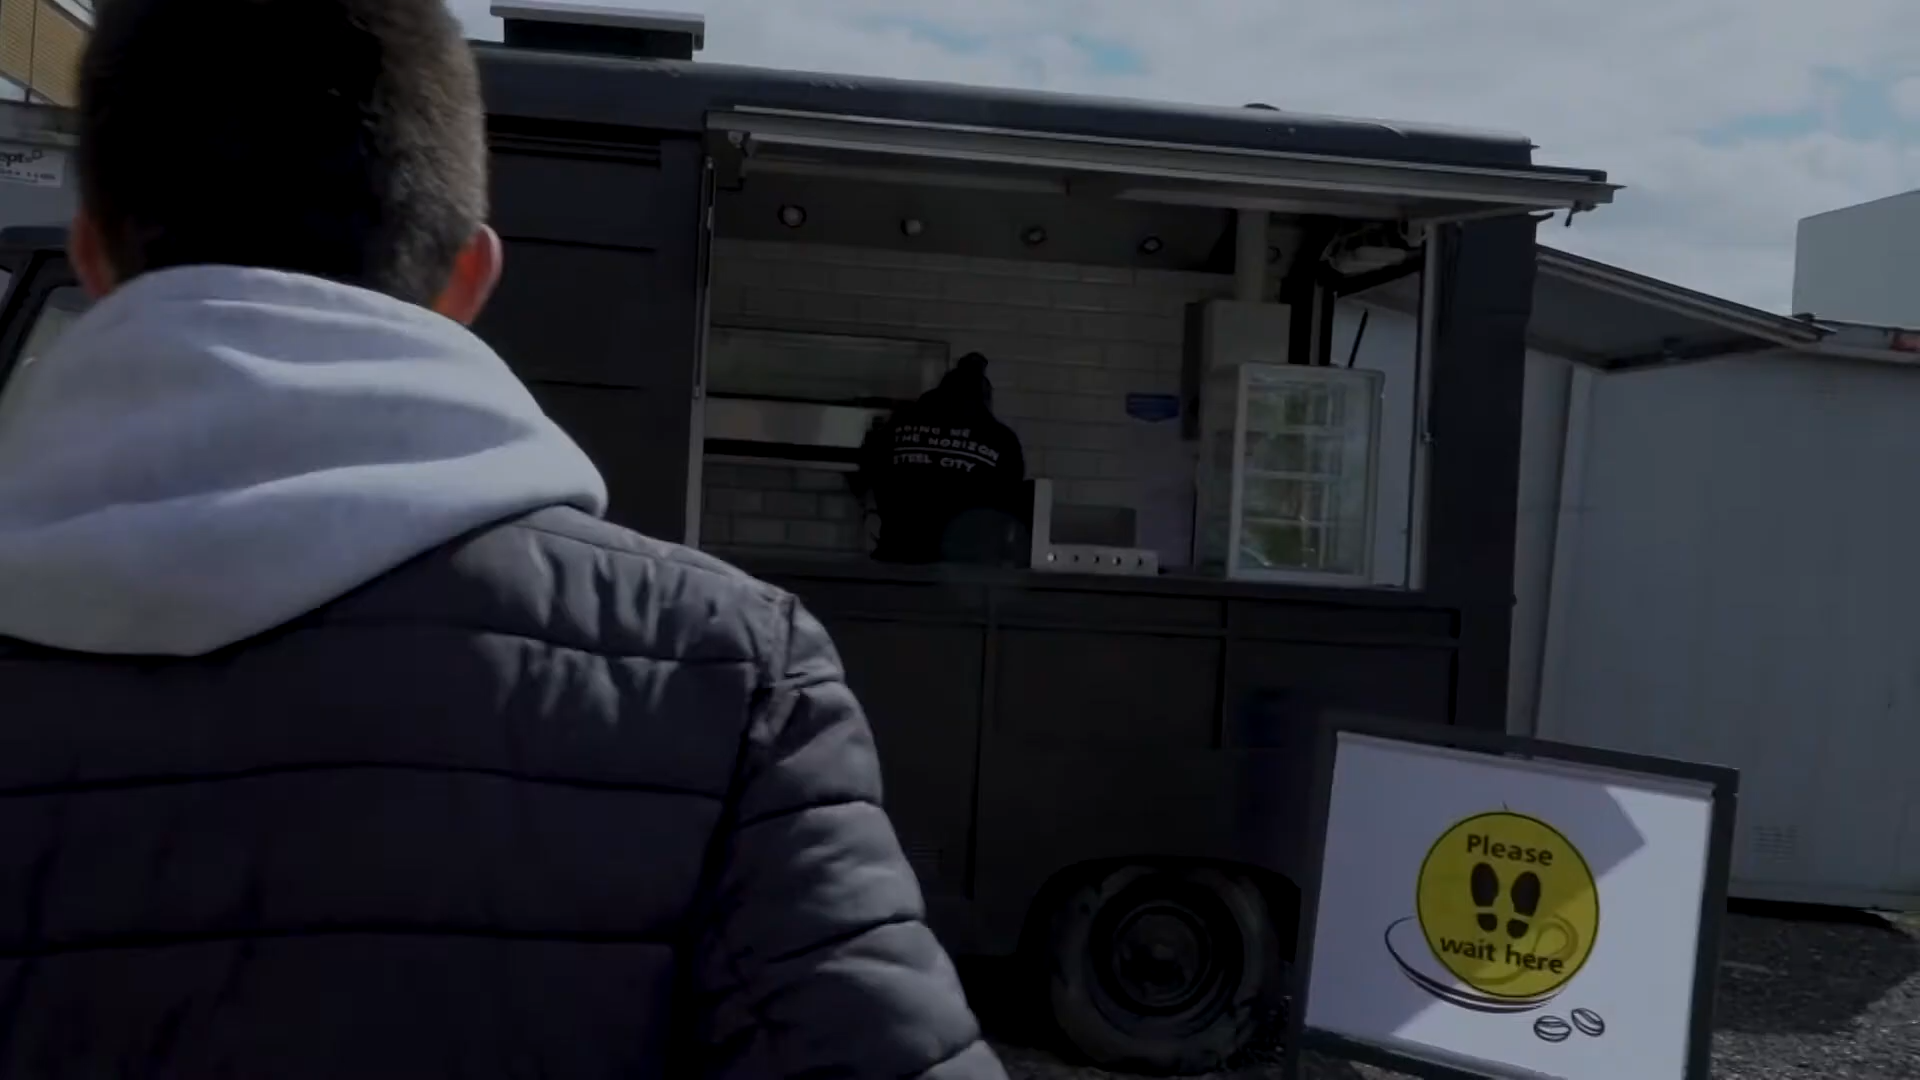 BRING ME
THE HORIZON
STEEL CITY
Please
wait here